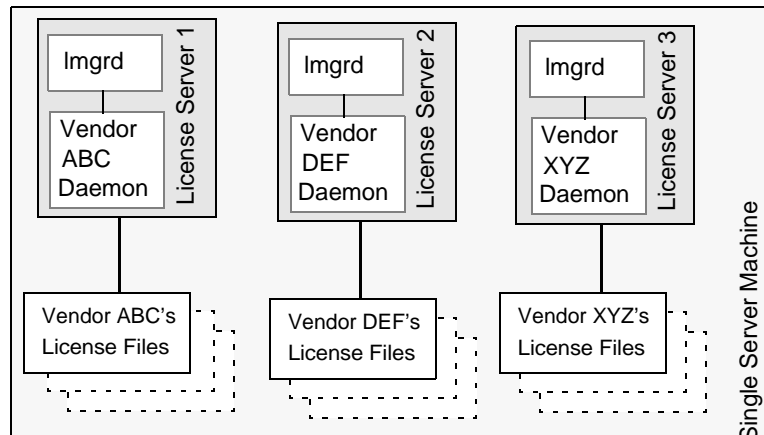 lmgrd
Vendor
ABC
Daemon
License Server 1
lmgrd
Vendor
DEF
Daemon
License Server 2
lmgrd
Vendor
XYZ
Daemon
License Server 3
Vendor ABC's
License Files
Vendor DEF's
License Files
Vendor XYZ's
License Files
Single Server Machine